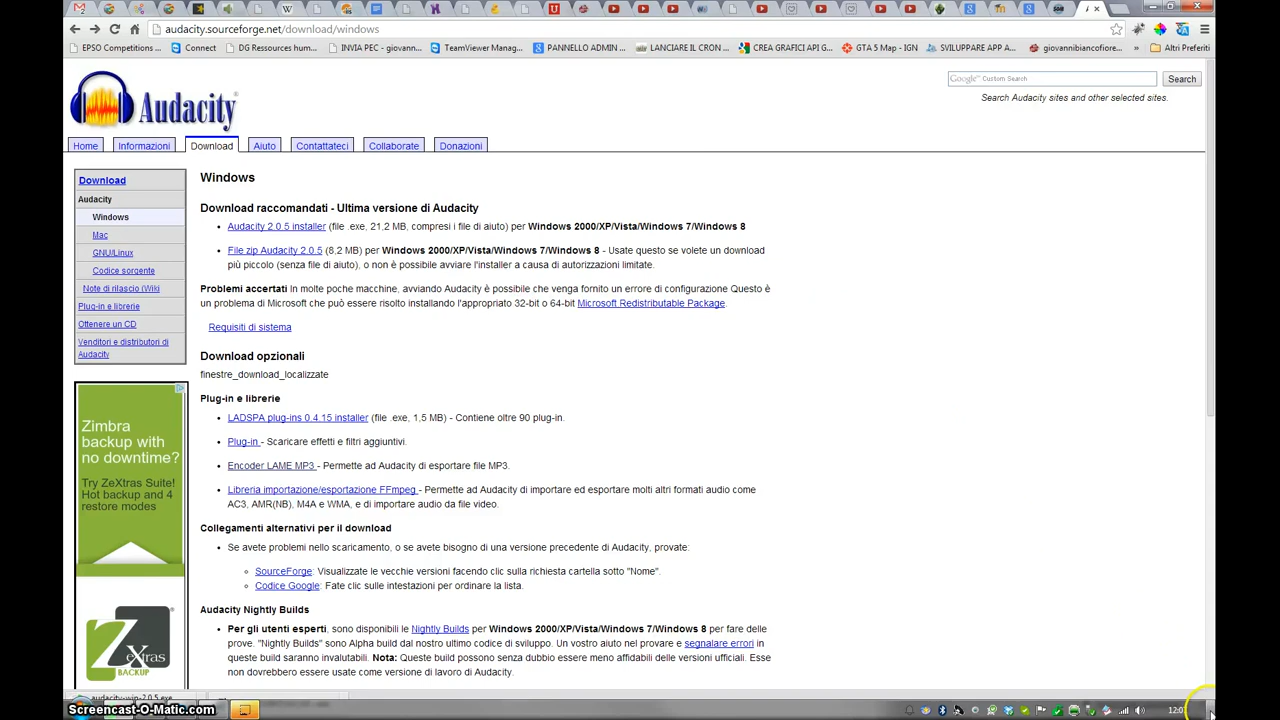 audacity.sourceforge.net/download/windows
EPSO Competitions ...
Connect
DG Resources hum...
INVIA PEC - giovann...
TeamViewer Manag...
PANNELLO ADMIN ...
LANCIARE IL CRON ...
CREA GRAFICI API G...
GTA 5 Map - IGN
SVILUPPARE APP A...
giovannibiancofiore...
»
Altri Preferiti
Audacity
Google™ Custom Search
Search
Search Audacity sites and other selected sites.
Home
Informazioni
Download
Aiuto
Contattateci
Collaborate
Donazioni
Download
Audacity
Windows
Mac
GNU/Linux
Codice sorgente
Note di rilascio (Wiki
Plug-in e librerie
Ottenere un CD
Venditori e distributori di
Audacity
Zimbra
backup with
no downtime?
Try ZeXtras Suite!
Hot backup and 4
restore modes
zeXtras
BACKUP
Windows
Download raccomandati - Ultima versione di Audacity
• Audacity 2.0.5 installer (file .exe, 21,2 MB, compresi i file di aiuto) per Windows 2000/XP/Vista/Windows 7/Windows 8
• File zip Audacity 2.0.5 (8,2 MB) per Windows 2000/XP/Vista/Windows 7/Windows 8 - Usate questo se volete un download
più piccolo (senza file di aiuto), o non è possibile avviare l'installer a causa di autorizzazioni limitate.
Problemi accertati In molte poche macchine, avviando Audacity è possibile che venga fornito un errore di configurazione Questo è
un problema di Microsoft che può essere risolto installando l'appropriato 32-bit o 64-bit Microsoft Redistributable Package.
Requisiti di sistema
Download opzionali
finestre_download_localizzate
Plug-in e librerie
• LADSPA plug-ins 0.4.15 installer (file .exe, 1,5 MB) - Contiene oltre 90 plug-in.
• Plug-in - Scaricare effetti e filtri aggiuntivi.
• Encoder LAME MP3 - Permette ad Audacity di esportare file MP3.
• Libreria importazione/esportazione FFmpeg - Permette ad Audacity di importare ed esportare molti altri formati audio come
AC3, AMR(NB), M4A e WMA, e di importare audio da file video.
Collegamenti alternativi per il download
• Se avete problemi nello scaricamento, o se avete bisogno di una versione precedente di Audacity, provate:
SourceForge: Visualizzate le vecchie versioni facendo clic sulla richiesta cartella sotto "Nome".
Codice Google: Fate clic sulle intestazioni per ordinare la lista.
Audacity Nightly Builds
• Per gli utenti esperti, sono disponibili le Nightly Builds per Windows 2000/XP/Vista/Windows 7/Windows 8 per fare delle
prove. "Nightly Builds" sono Alpha build dal nostro ultimo codice di sviluppo. Un vostro aiuto nel provare e segnalare errori in
queste build saranno invalutabili. Nota: Queste build possono senza dubbio essere meno affidabili delle versioni ufficiali. Esse
non dovrebbero essere usate come versione di lavoro di Audacity.
audacity-win-2.0.5.exe
Screencast-O-Matic.com